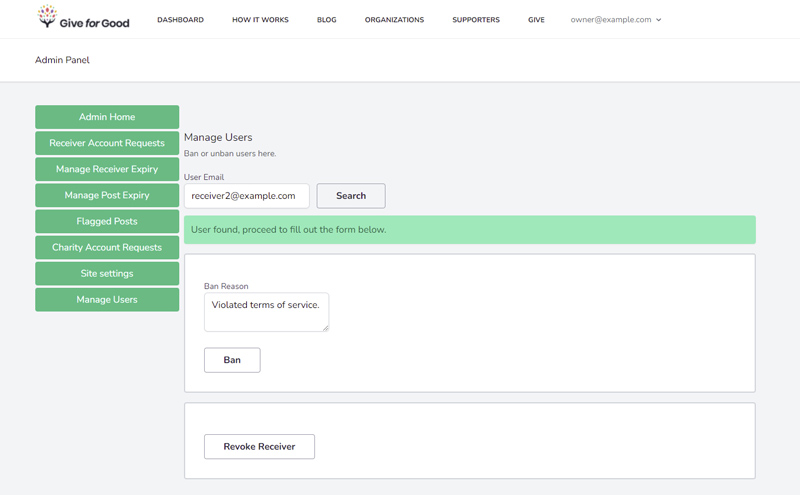 Give for Good
DASHBOARD HOW IT WORKS BLOG ORGANIZATIONS SUPPORTERS GIVE owner@example.com
Admin Panel
Admin Home
Receiver Account Requests
Manage Receiver Expiry
Manage Post Expiry
Flagged Posts
Charity Account Requests
Site settings
Manage Users
Manage Users
Ban or unban users here.
User Email
receiver2@example.com Search
User found, proceed to fill out the form below.
Ban Reason
Violated terms of service.
Ban
Revoke Receiver